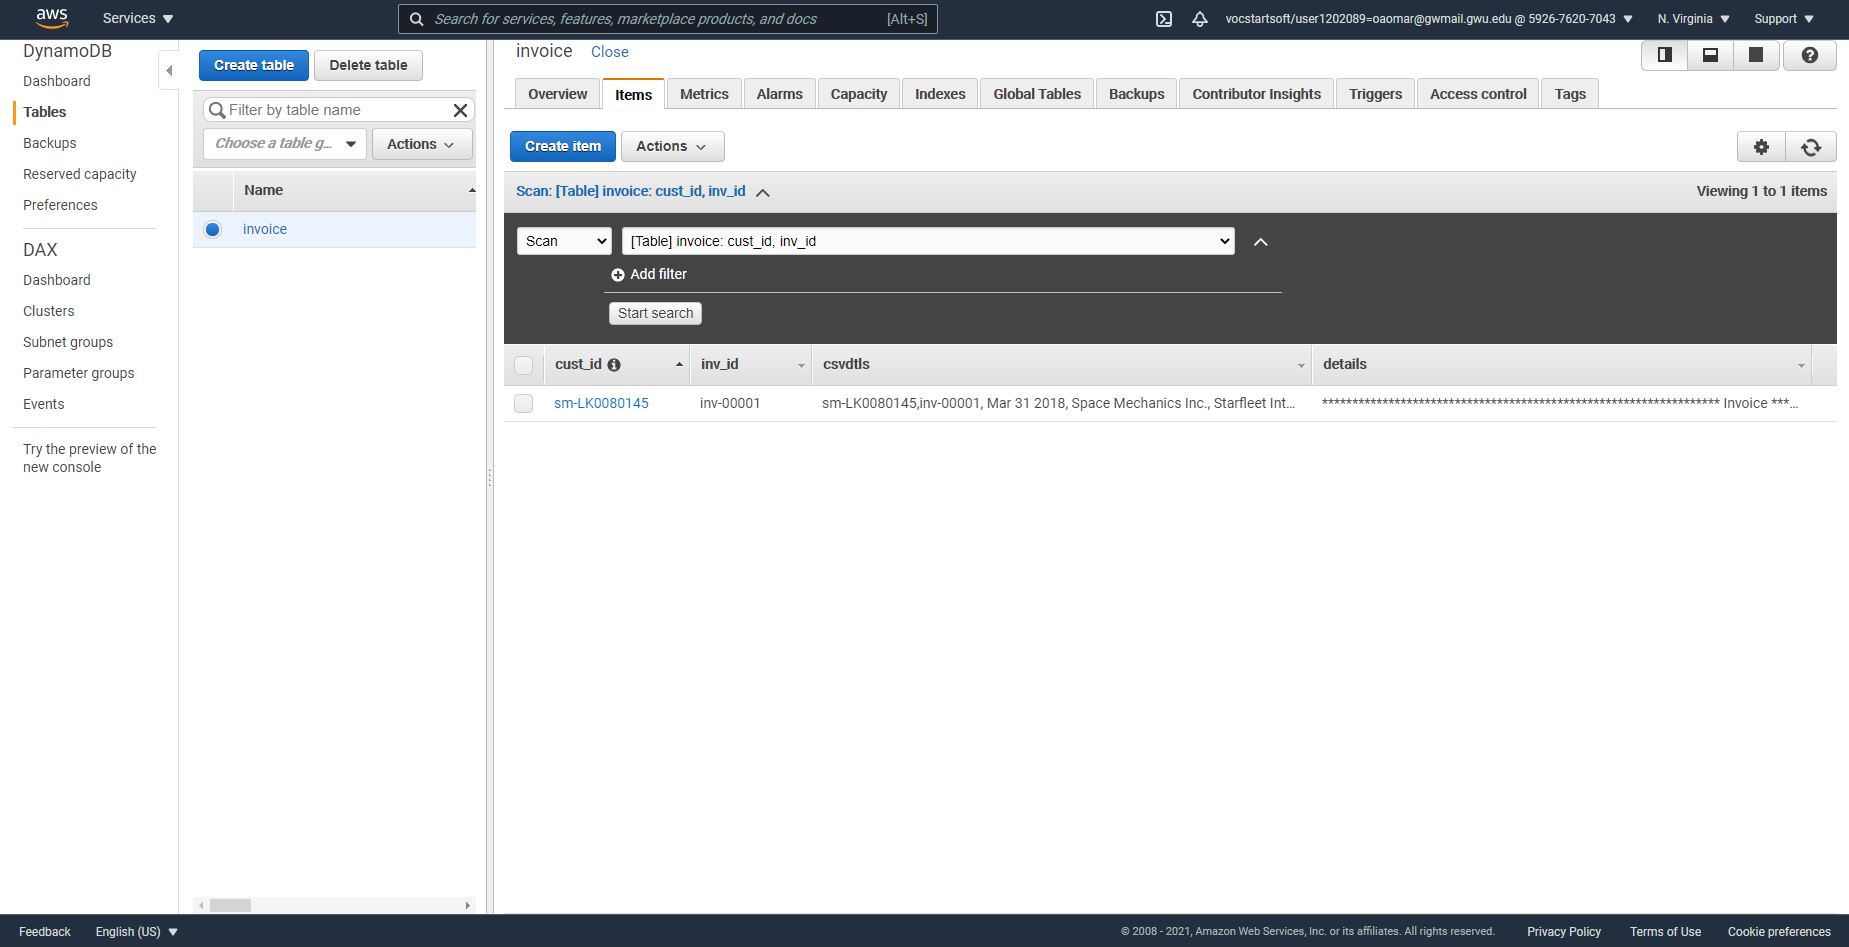 aws
Services
Search for services, features, marketplace products, and docs
[Alt+S]
vocstartsoft/user1202089=oaomar@gwmail.gwu.edu @ 5926-7620-7043
N. Virginia
Support
DynamoDB
Dashboard
Tables
Backups
Reserved capacity
Preferences
DAX
Dashboard
Clusters
Subnet groups
Parameter groups
Events
Try the preview of the
new console
Create table
Delete table
Filter by table name
Choose a table g...
Actions
Name
invoice
invoice
Close
Overview
Items
Metrics
Alarms
Capacity
Indexes
Global Tables
Backups
Contributor Insights
Triggers
Access control
Tags
Create item
Actions
Scan: [Table] invoice: cust_id, inv_id
Viewing 1 to 1 items
Scan
[Table] invoice: cust_id, inv_id
Add filter
Start search
cust_id
inv_id
csvdtls
details
sm-LK0080145
inv-00001
sm-LK0080145,inv-00001, Mar 31 2018, Space Mechanics Inc., Starfleet Int...
****************************************************************** Invoice ***...
Feedback
English (US)
© 2008 - 2021, Amazon Web Services, Inc. or its affiliates. All rights reserved.
Privacy Policy
Terms of Use
Cookie preferences